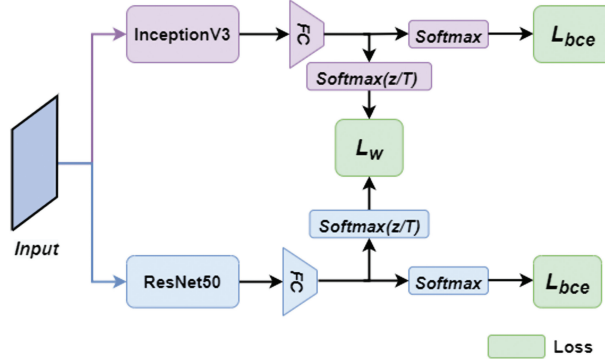 InceptionV3
FC
Softmax
L_bce
Softmax(z/T)
L_w
Input
Softmax(z/T)
ResNet50
FC
Softmax
L_bce
Loss